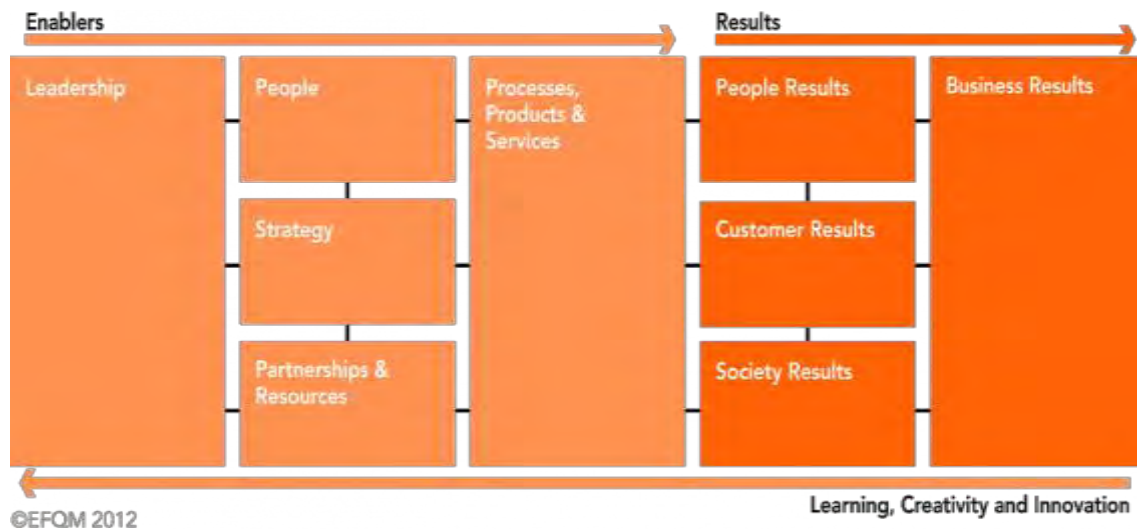 Enablers
Results
Leadership
People
Processes,
Products &
Services
People Results
Business Results
Strategy
Customer Results
Partnerships &
Resources
Society Results
Learning, Creativity and Innovation
©EFQM 2012